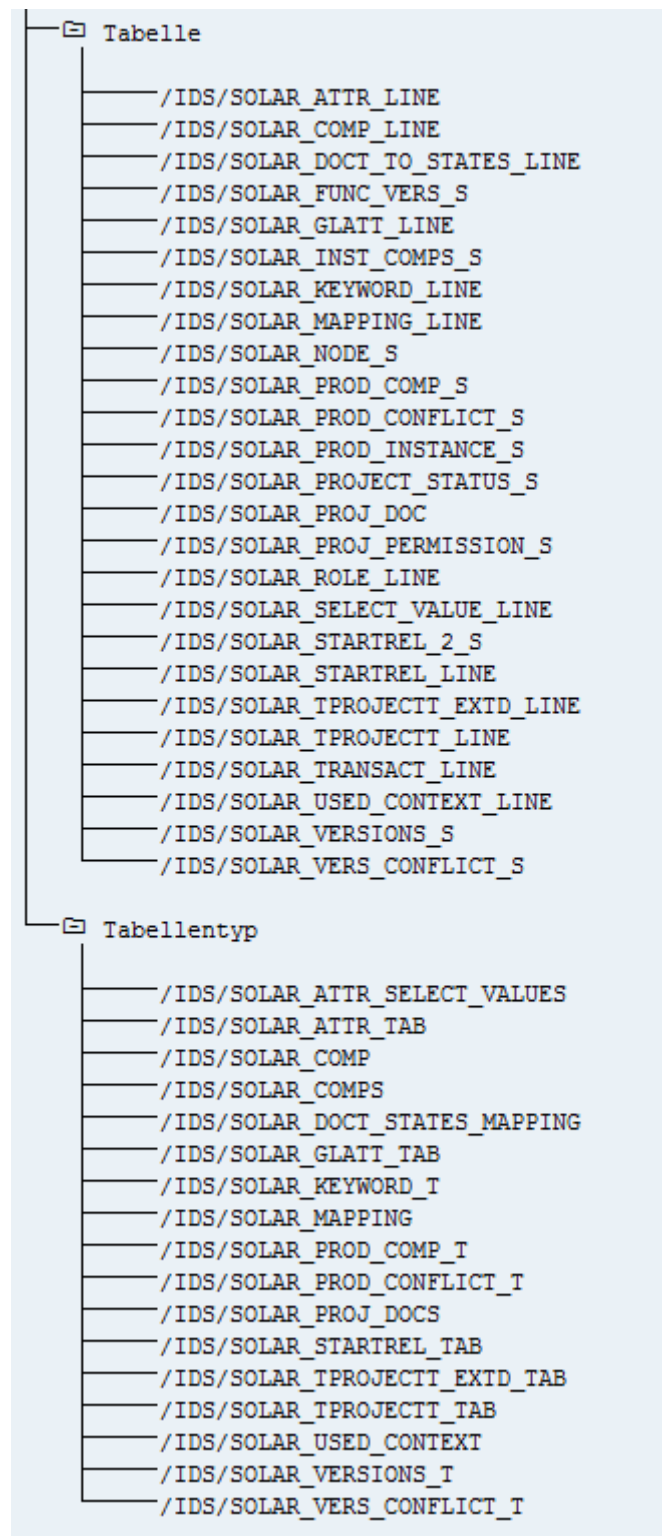 Tabelle
/IDS/SOLAR_ATTR_LINE
/IDS/SOLAR_COMP_LINE
/IDS/SOLAR_DOCT_TO_STATES_LINE
/IDS/SOLAR_FUNC_VERS_S
/IDS/SOLAR_GLATT_LINE
/IDS/SOLAR_INST_COMPS_S
/IDS/SOLAR_KEYWORD_LINE
/IDS/SOLAR_MAPPING_LINE
/IDS/SOLAR_NODE_S
/IDS/SOLAR_PROD_COMP_S
/IDS/SOLAR_PROD_CONFLICT_S
/IDS/SOLAR_PROD_INSTANCE_S
/IDS/SOLAR_PROJECT_STATUS_S
/IDS/SOLAR_PROJ_DOC
/IDS/SOLAR_PROJ_PERMISSION_S
/IDS/SOLAR_ROLE_LINE
/IDS/SOLAR_SELECT_VALUE_LINE
/IDS/SOLAR_STARTREL_2_S
/IDS/SOLAR_STARTREL_LINE
/IDS/SOLAR_TPROJECTT_EXTD_LINE
/IDS/SOLAR_TPROJECTT_LINE
/IDS/SOLAR_TRANSACT_LINE
/IDS/SOLAR_USED_CONTEXT_LINE
/IDS/SOLAR_VERSIONS_S
/IDS/SOLAR_VERS_CONFLICT_S
Tabellentyp
/IDS/SOLAR_ATTR_SELECT_VALUES
/IDS/SOLAR_ATTR_TAB
/IDS/SOLAR_COMP
/IDS/SOLAR_COMPS
/IDS/SOLAR_DOCT_STATES_MAPPING
/IDS/SOLAR_GLATT_TAB
/IDS/SOLAR_KEYWORD_T
/IDS/SOLAR_MAPPING
/IDS/SOLAR_PROD_COMP_T
/IDS/SOLAR_PROD_CONFLICT_T
/IDS/SOLAR_PROJ_DOCS
/IDS/SOLAR_STARTREL_TAB
/IDS/SOLAR_TPROJECTT_EXTD_TAB
/IDS/SOLAR_TPROJECTT_TAB
/IDS/SOLAR_USED_CONTEXT
/IDS/SOLAR_VERSIONS_T
/IDS/SOLAR_VERS_CONFLICT_T